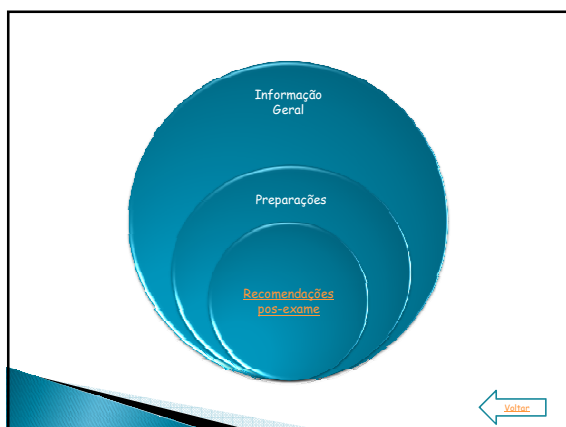 Informação
Geral
Preparações
Recomendações
pos-exame
Voltar